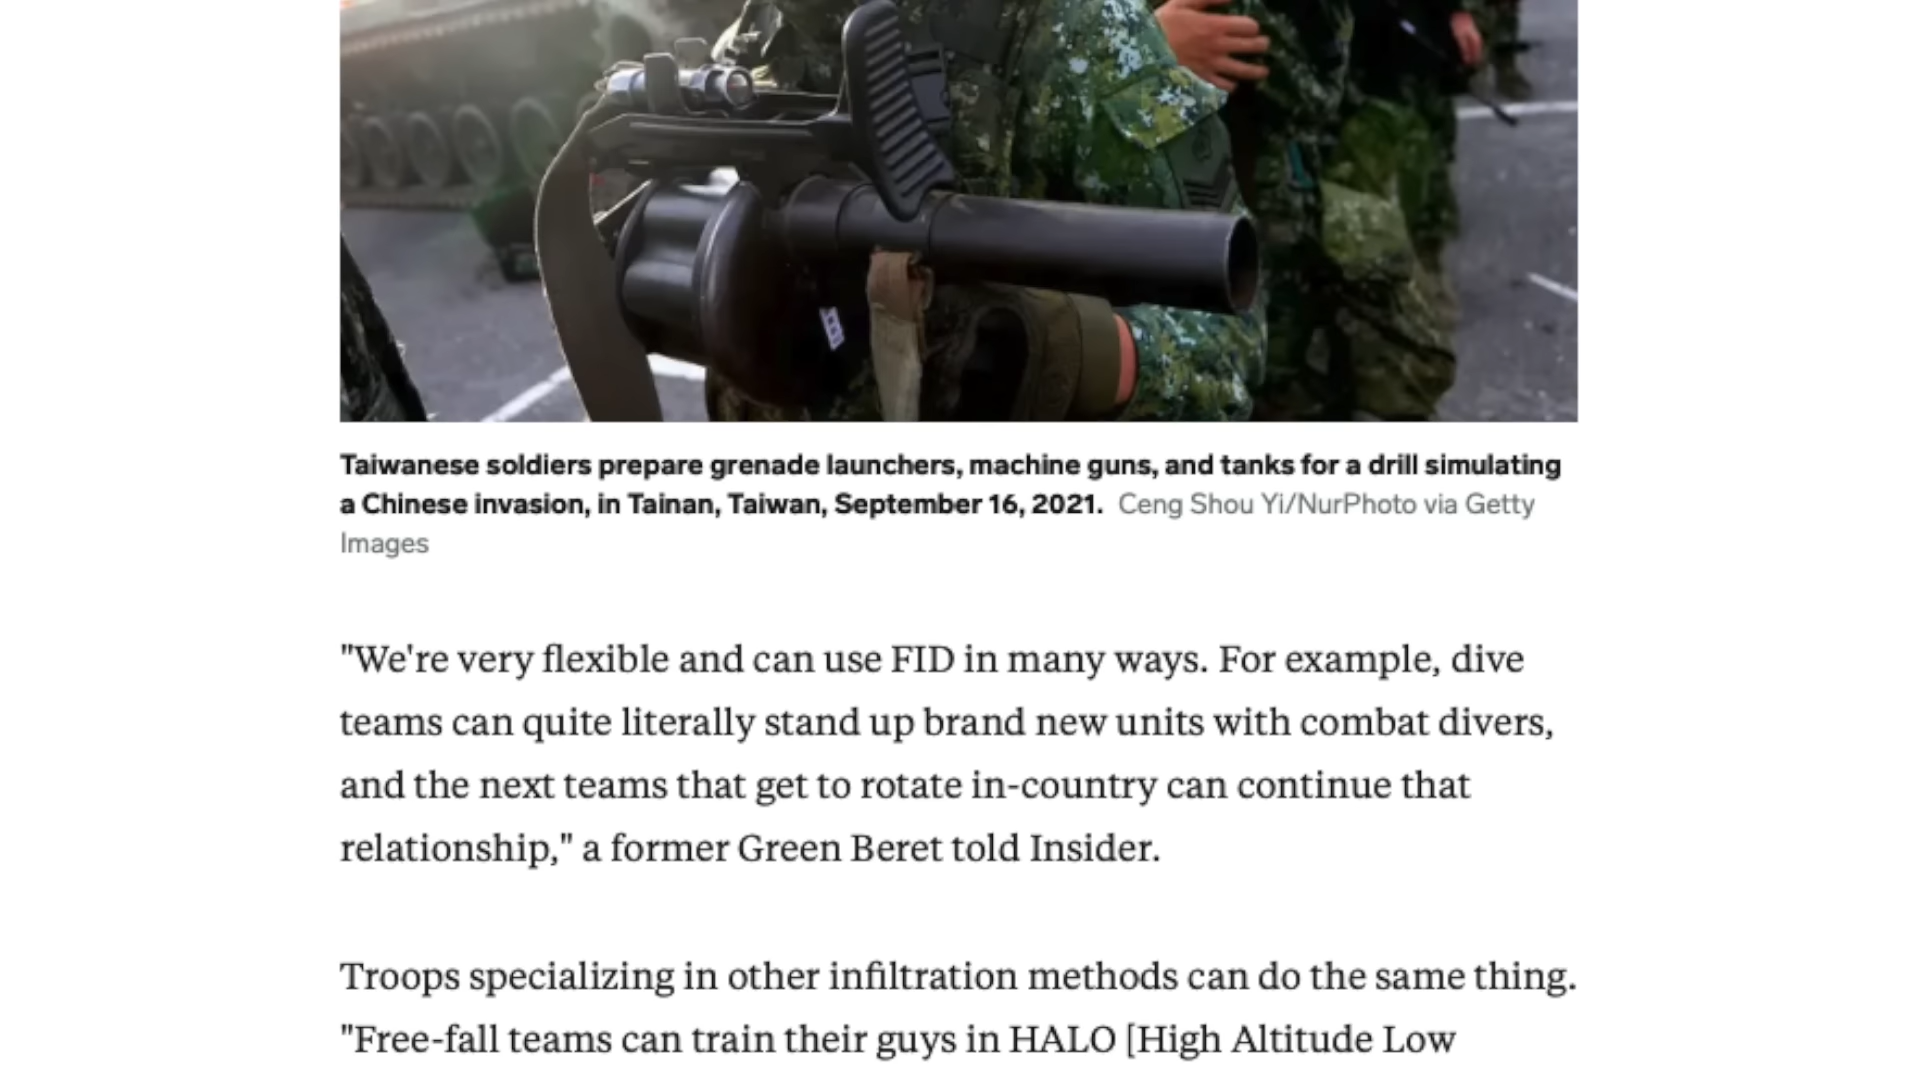 Taiwanese soldiers prepare grenade launchers, machine guns, and tanks for a drill simulating
a Chinese invasion, in Tainan, Taiwan, September 16, 2021. Ceng Shou Yi/NurPhoto via Getty
Images
"We're very flexible and can use FID in many ways. For example, dive
teams can quite literally stand up brand new units with combat divers,
and the next teams that get to rotate in-country can continue that
relationship," a former Green Beret told Insider.
Troops specializing in other infiltration methods can do the same thing.
"Free-fall teams can train their guys in HALO [High Altitude Low